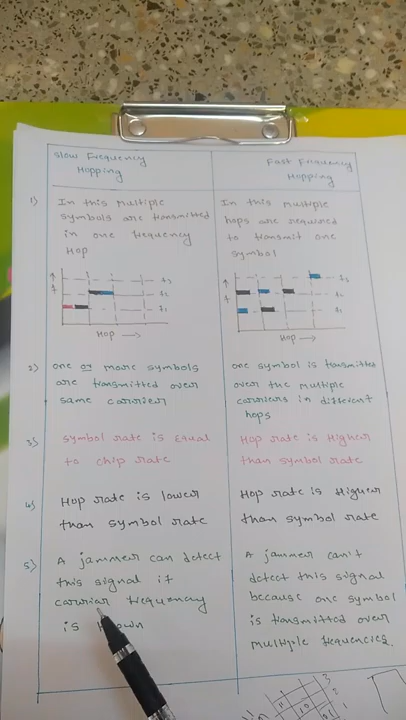 Slow Frequency
Hopping
Fast Frequency
Hopping
1)
In this multiple
symbols are transmitted
in one frequency
Hop
In this multiple
hops are required
to transmit one
symbol
f
f3
f2
f1
Hop
f
f3
f2
f1
Hop
2)
one or more symbols
are transmitted over
same carrier
one symbol is transmitted
over the multiple
carriers in different
hops
3)
symbol rate is Equal
to chip rate
Hop rate is Higher
than symbol rate
4)
Hop rate is lower
than symbol rate
Hop rate is Higher
than symbol rate
5)
A jammer can detect
this signal if
carrier frequency
is
A jammer can't
detect this signal
because one symbol
is transmitted over
multiple frequencies.